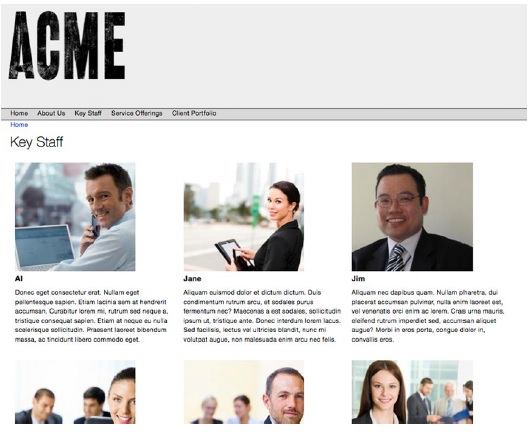 ACME
Home About Us Key Staff Service Offerings Client Portfolio
Home
Key Staff
Al
Donec eget consectetur erat. Nullam eget
pellentesque sapien. Etiam lacinia sem at hendrerit
accumsan. Curabitur lorem mi, rutrum sed neque a,
tristique consequat sapien. Etiam at neque eu nulla
scelerisque sollicitudin. Praesent laoreet bibendum
massa, ac tincidunt libero commodo eget.
Jane
Aliquam euismod dolor et dictum dictum. Duis
condimentum rutrum arcu, et sodales purus
fermentum nec? Maecenas a est sodales, sollicitudin
ipsum ut, tristique ante. Donec interdum lorem lacus.
Sed facilisis, lectus vel ultricies blandit, nunc mi
volutpat augue, non malesuada enim arcu nec felis.
Jim
Aliquam nec dapibus quam. Nullam pharetra, dui
placerat accumsan pulvinar, nulla enim laoreet est,
vel venenatis orci enim ac lorem. Cras urna mauris,
eleifend rutrum imperdiet sed, accumsan aliquet
augue? Morbi in eros porta, congue dolor in,
convallis eros.